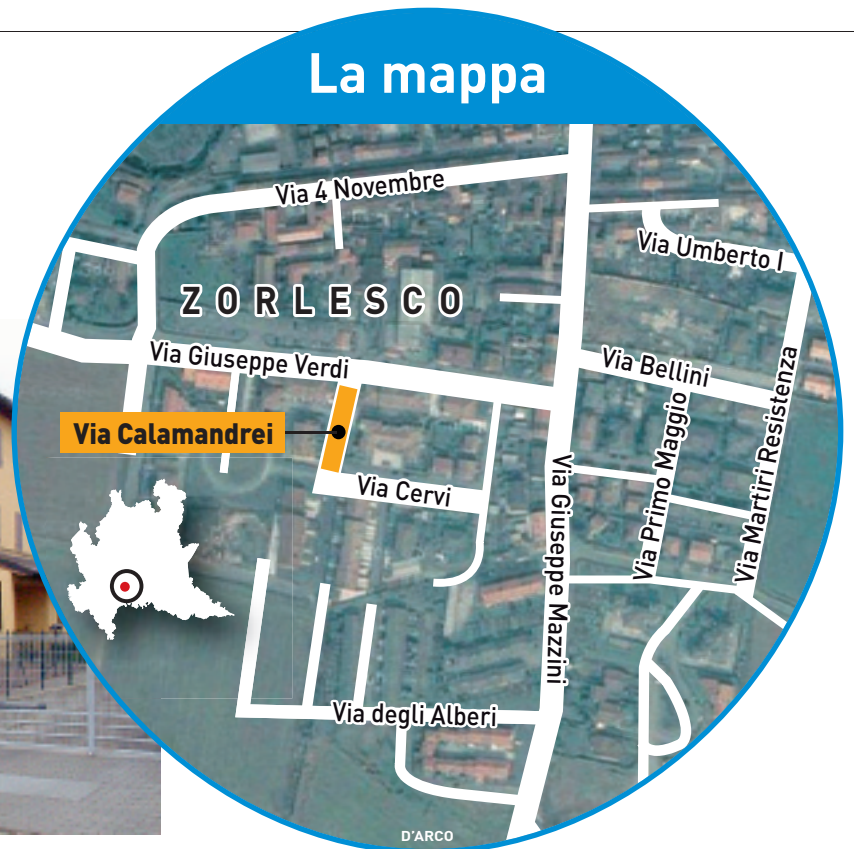 La mappa
Via 4 Novembre
Via Umberto I
ZORLESCO
Via Giuseppe Verdi
Via Bellini
Via Calamandrei
Via Cervi
Via Giuseppe Mazzini
Via Primo Maggio
Via Martiri Resistenza
Via degli Alberi
D'ARCO